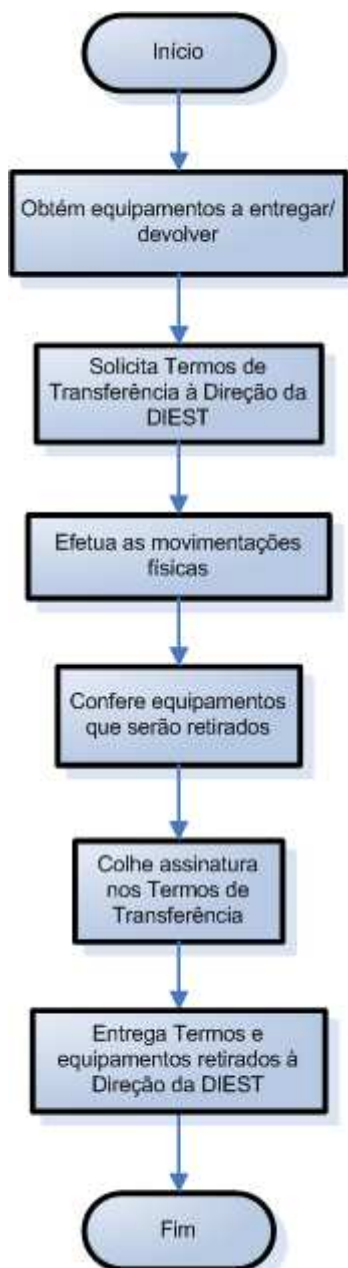 Início
Obtém equipamentos a entregar/
devolver
Solicita Termos de
Transferência à Direção da
DIEST
Efetua as movimentações
físicas
Confere equipamentos
que serão retirados
Colhe assinatura
nos Termos de
Transferência
Entrega Termos e
equipamentos retirados à
Direção da DIEST
Fim